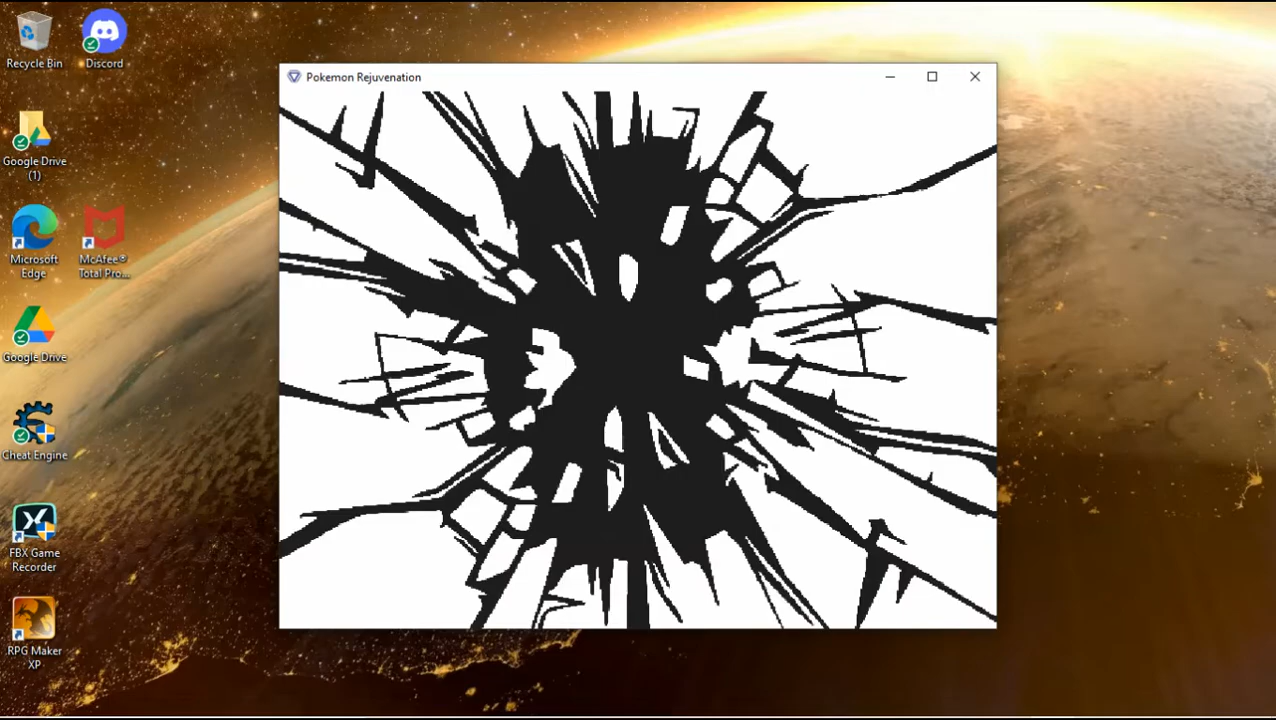 Recycle Bin
Discord
Google Drive
(1)
Microsoft
Edge
McAfee®
Total Pro...
Google Drive
Cheat Engine
FBX Game
Recorder
RPG Maker
XP
Pokemon Rejuvenation